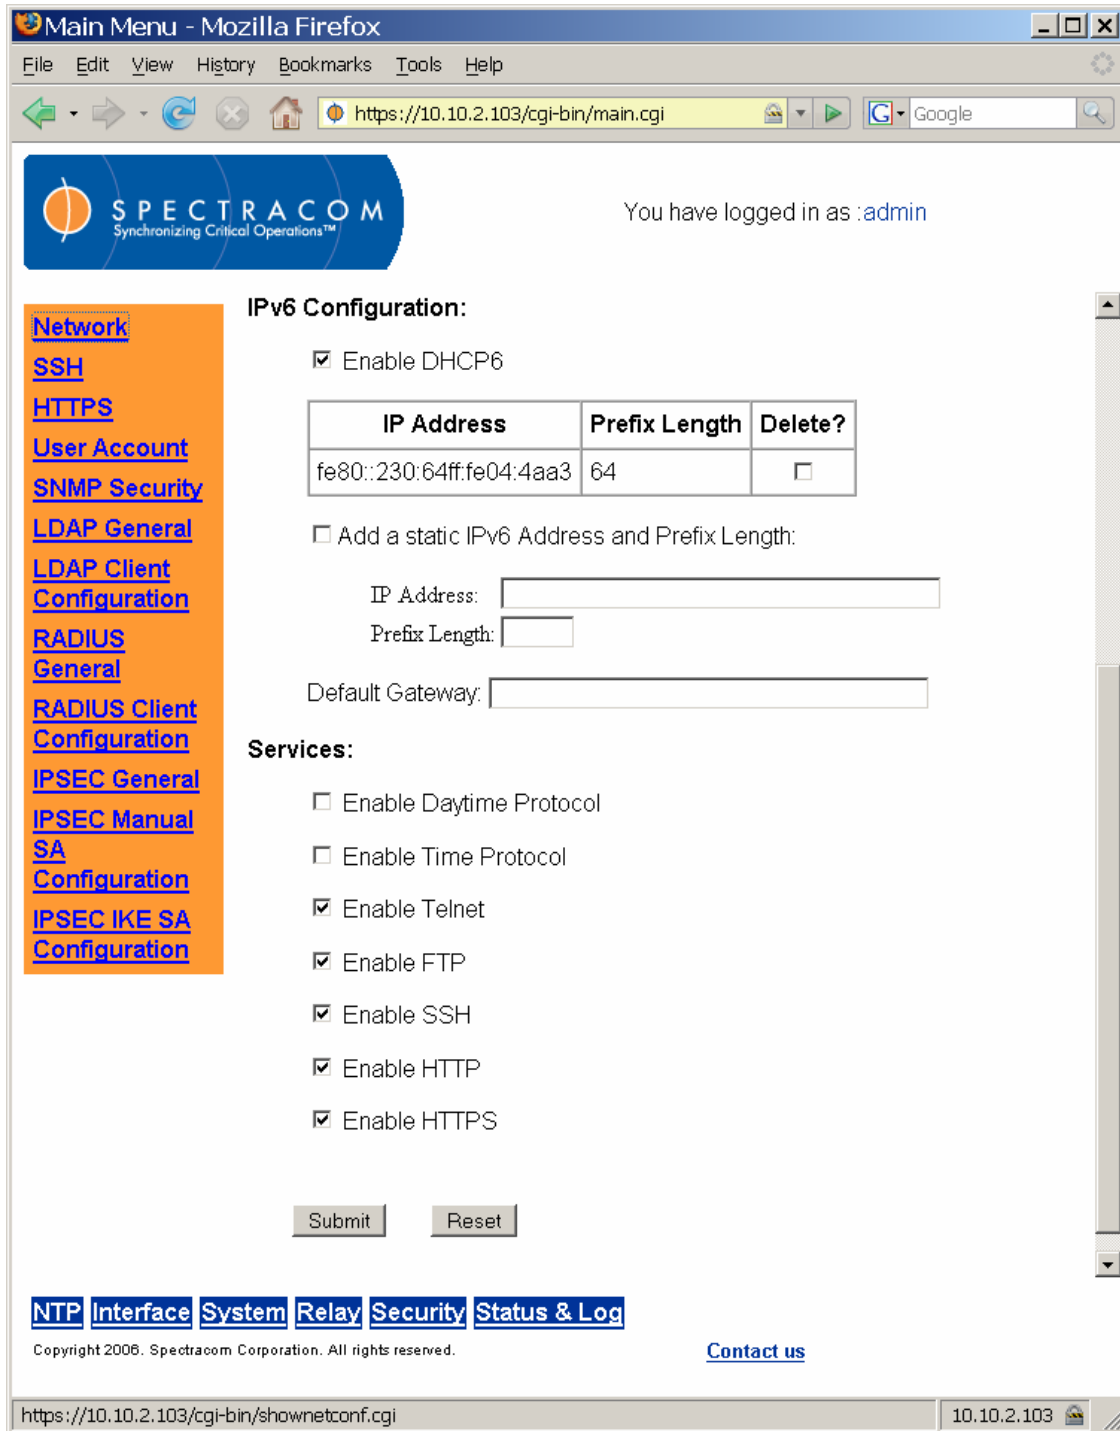 Main Menu - Mozilla Firefox
File Edit View History Bookmarks Tools Help
https://10.10.2.103/cgi-bin/main.cgi
G Google
SPECTRACOM
Synchronizing Critical Operations™
You have logged in as :admin
Network
SSH
HTTPS
User Account
SNMP Security
LDAP General
LDAP Client
Configuration
RADIUS
General
RADIUS Client
Configuration
IPSEC General
IPSEC Manual
SA
Configuration
IPSEC IKE SA
Configuration
IPv6 Configuration:
Enable DHCP6
IP Address Prefix Length Delete?
fe80::230:64ff:fe04:4aa3 64
Add a static IPv6 Address and Prefix Length:
IP Address:
Prefix Length:
Default Gateway:
Services:
Enable Daytime Protocol
Enable Time Protocol
Enable Telnet
Enable FTP
Enable SSH
Enable HTTP
Enable HTTPS
Submit Reset
NTP Interface System Relay Security Status & Log
Copyright 2006. Spectracom Corporation. All rights reserved.
Contact us
https://10.10.2.103/cgi-bin/shownetconf.cgi
10.10.2.103